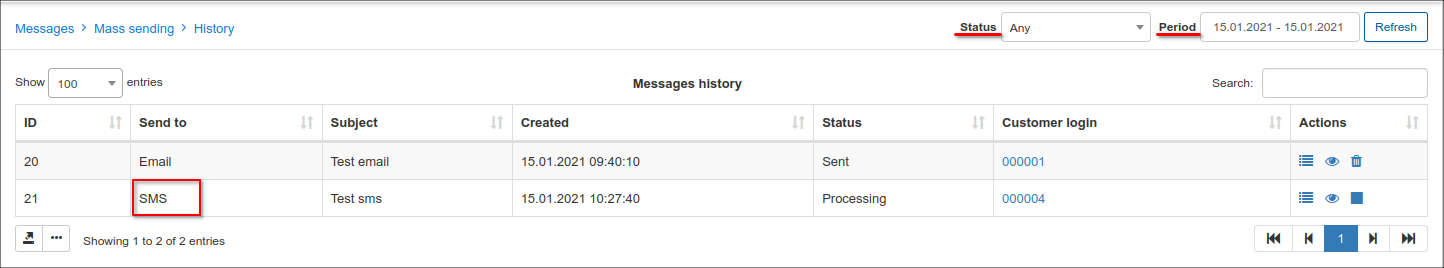 Messages > Mass sending > History Status Any Period 15.01.2021 - 15.01.2021 Refresh
Show 100 entries Messages history Search:
ID Send to Subject Created Status Customer login Actions
20 Email Test email 15.01.2021 09:40:10 Sent 000001
21 SMS Test sms 15.01.2021 10:27:40 Processing 000004
Showing 1 to 2 of 2 entries 1